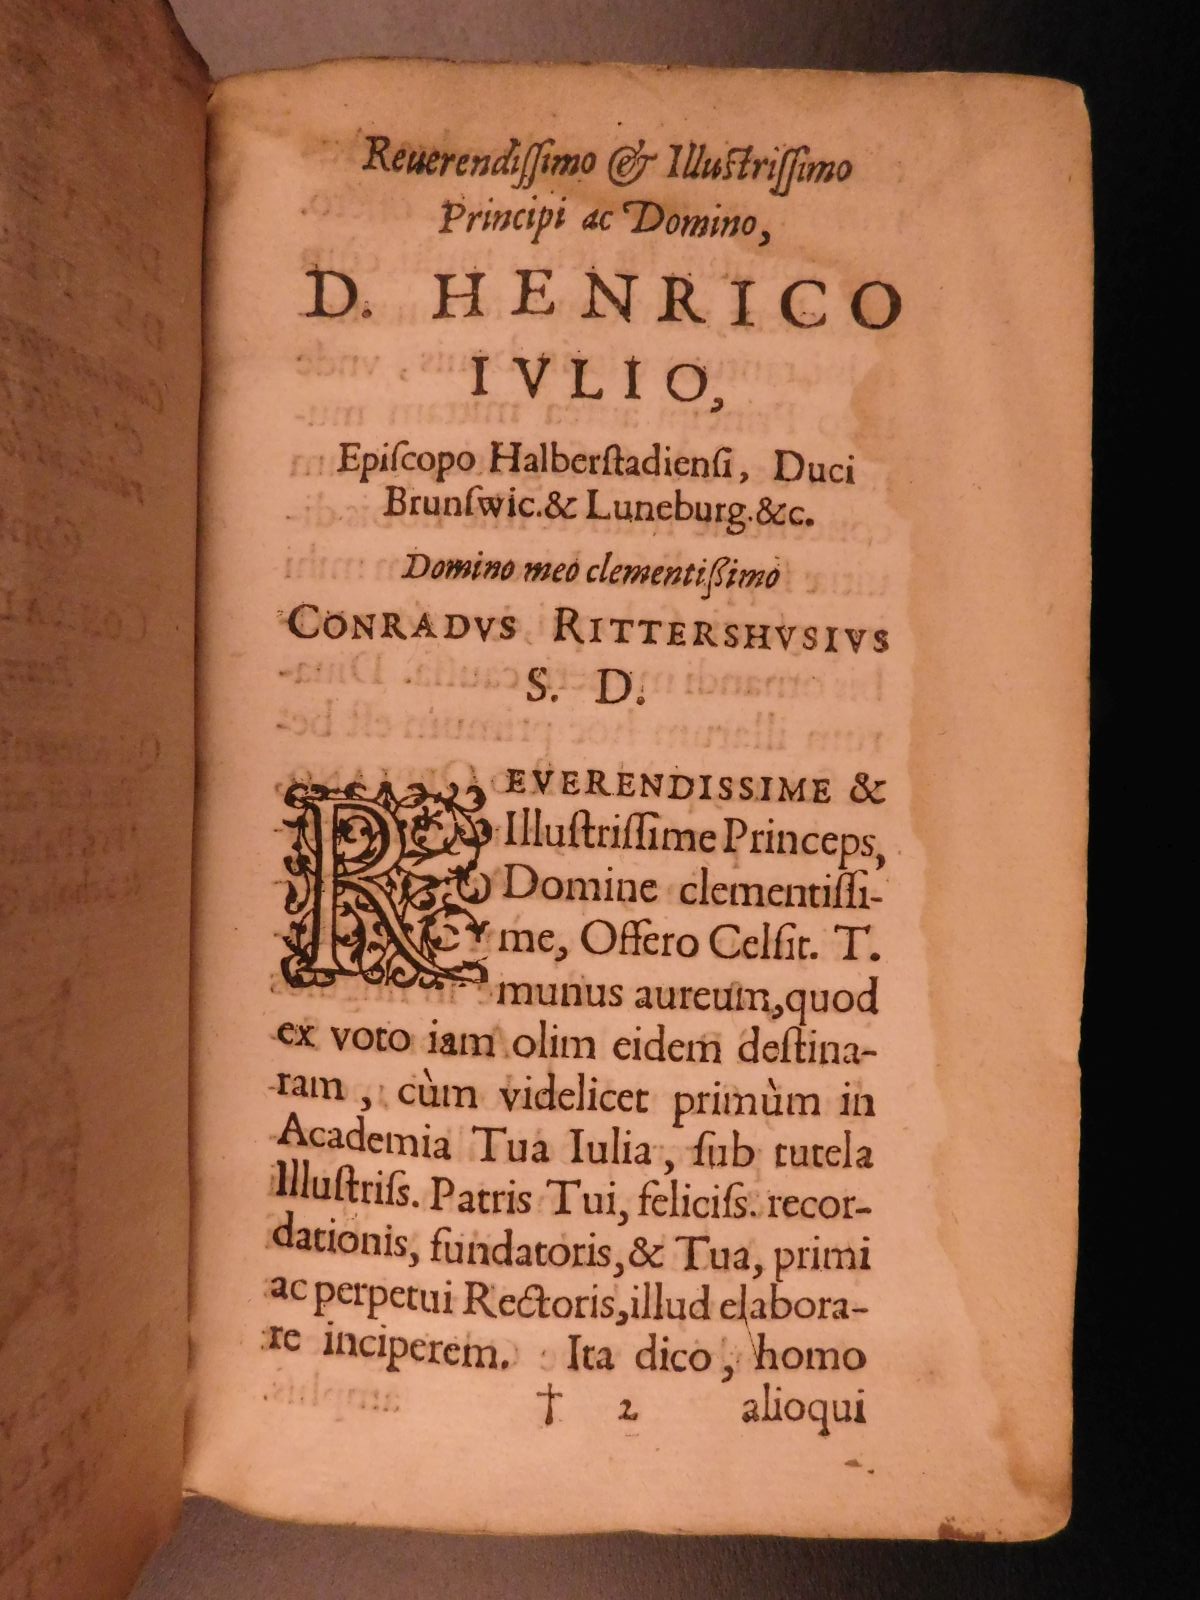 Reuerendiſſimo & Illuſtriſſimo
Principi ac Domino,
D. HENRICO
IVLIO,
Epiſcopo Halberſtadienſi, Duci
Brunſwic. & Luneburg. &c.
Domino meo clementißimo
CONRADVS RITTERSHVSIVS
S. D.
REVERENDISSIME &
Illuſtriſſime Princeps,
Domine clementiſſi-
me, Offero Celſit. T.
munus aureum, quod
ex voto iam olim eidem deſtina-
ram, cùm videlicet primùm in
Academia Tua Iulia, ſub tutela
Illuſtriſs. Patris Tui, feliciſs. recor-
dationis, fundatoris, & Tua, primi
ac perpetui Rectoris, illud elabora-
re inciperem. Ita dico, homo
† 2 alioqui